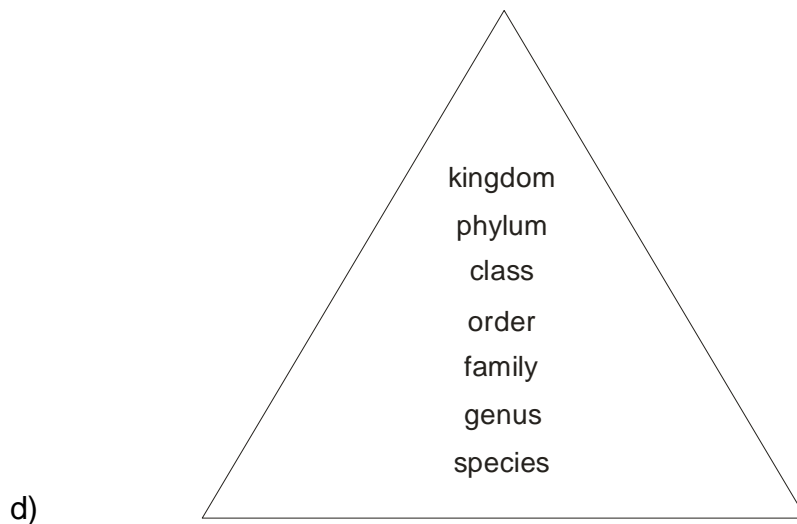 kingdom
phylum
class
order
family
genus
species
d)